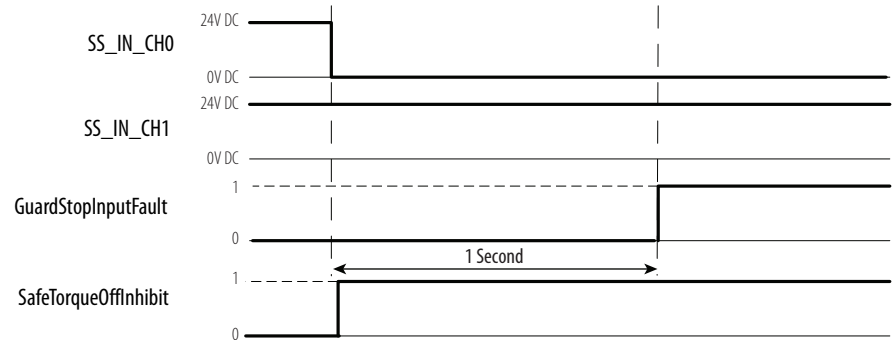 24V DC
SS_IN_CH0
0V DC
24V DC
SS_IN_CH1
0V DC
1
GuardStopInputFault
0
1 Second
1
SafeTorqueOffInhibit
0